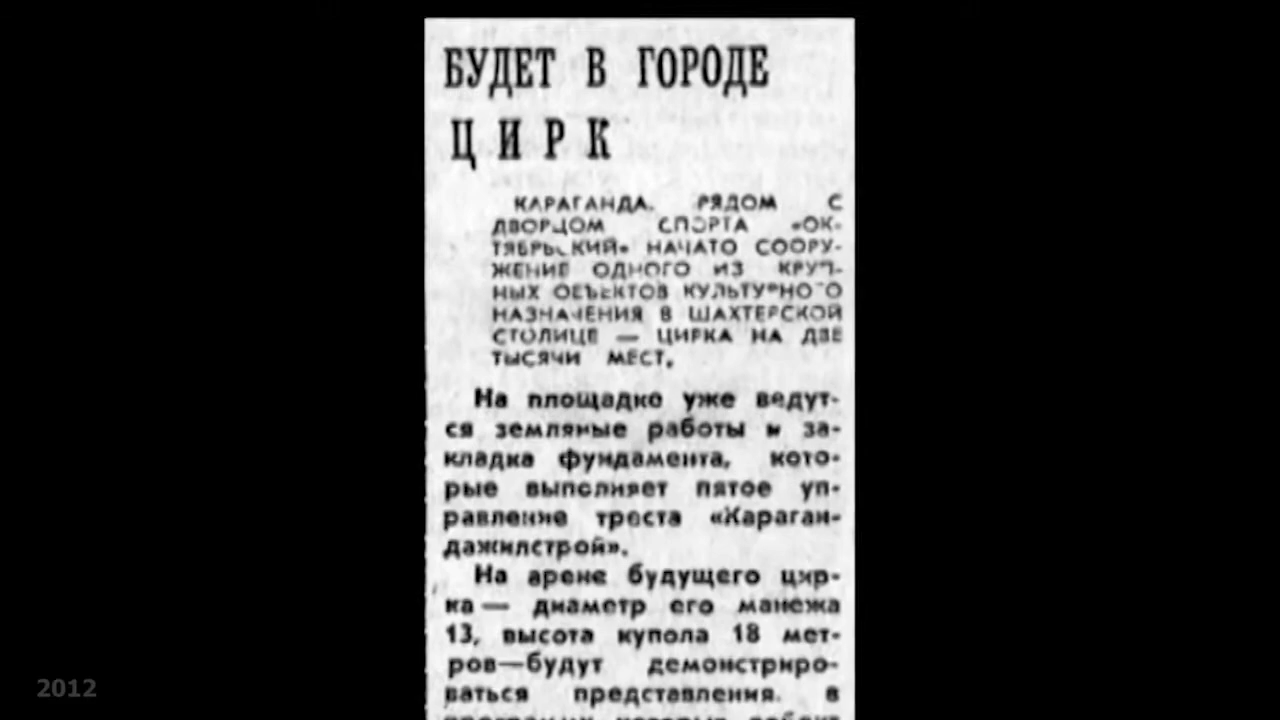 БУДЕТ В ГОРОДЕ
ЦИРК
КАРАГАНДА. РЯДОМ С
ДВОРЦОМ СПОРТА «ОК-
ТЯБРЬСКИЙ» НАЧАТО СООРУ-
ЖЕНИЕ ОДНОГО ИЗ КРУП-
НЫХ ОБЪЕКТОВ КУЛЬТУРНОГО
НАЗНАЧЕНИЯ В ШАХТЕРСКОЙ
СТОЛИЦЕ — ЦИРКА НА ДВЕ
ТЫСЯЧИ МЕСТ.
На площадке уже ведут-
ся земляные работы и за-
кладка фундамента, кото-
рые выполняет пятое уп-
равление треста «Караган-
дажилстрой».
На арене будущего цир-
ка — диаметр его манежа
13, высота купола 18 мет-
ров—будут демонстриро-
ваться представления, в
2012